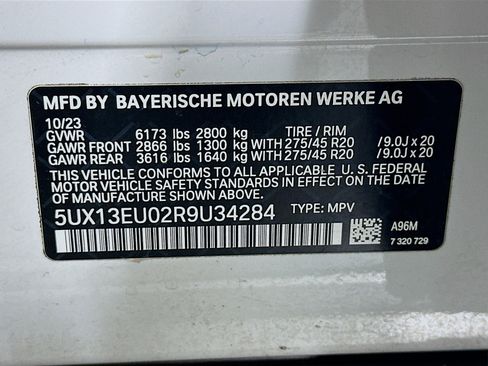 MFD BY BAYERISCHE MOTOREN WERKE AG
10/23
GVWR 6173 lbs 2800 kg TIRE / RIM
GAWR FRONT 2866 lbs 1300 kg WITH 275/45 R20 /9.0J x 20
GAWR REAR 3616 lbs 1640 kg WITH 275/45 R20 /9.0J x 20
THIS VEHICLE CONFORMS TO ALL APPLICABLE U.S. FEDERAL
MOTOR VEHICLE SAFETY STANDARDS IN EFFECT ON THE DATE
OF MANUFACTURE SHOWN ABOVE.
5UX13EU02R9U34284 TYPE: MPV
A96M
7 320 729